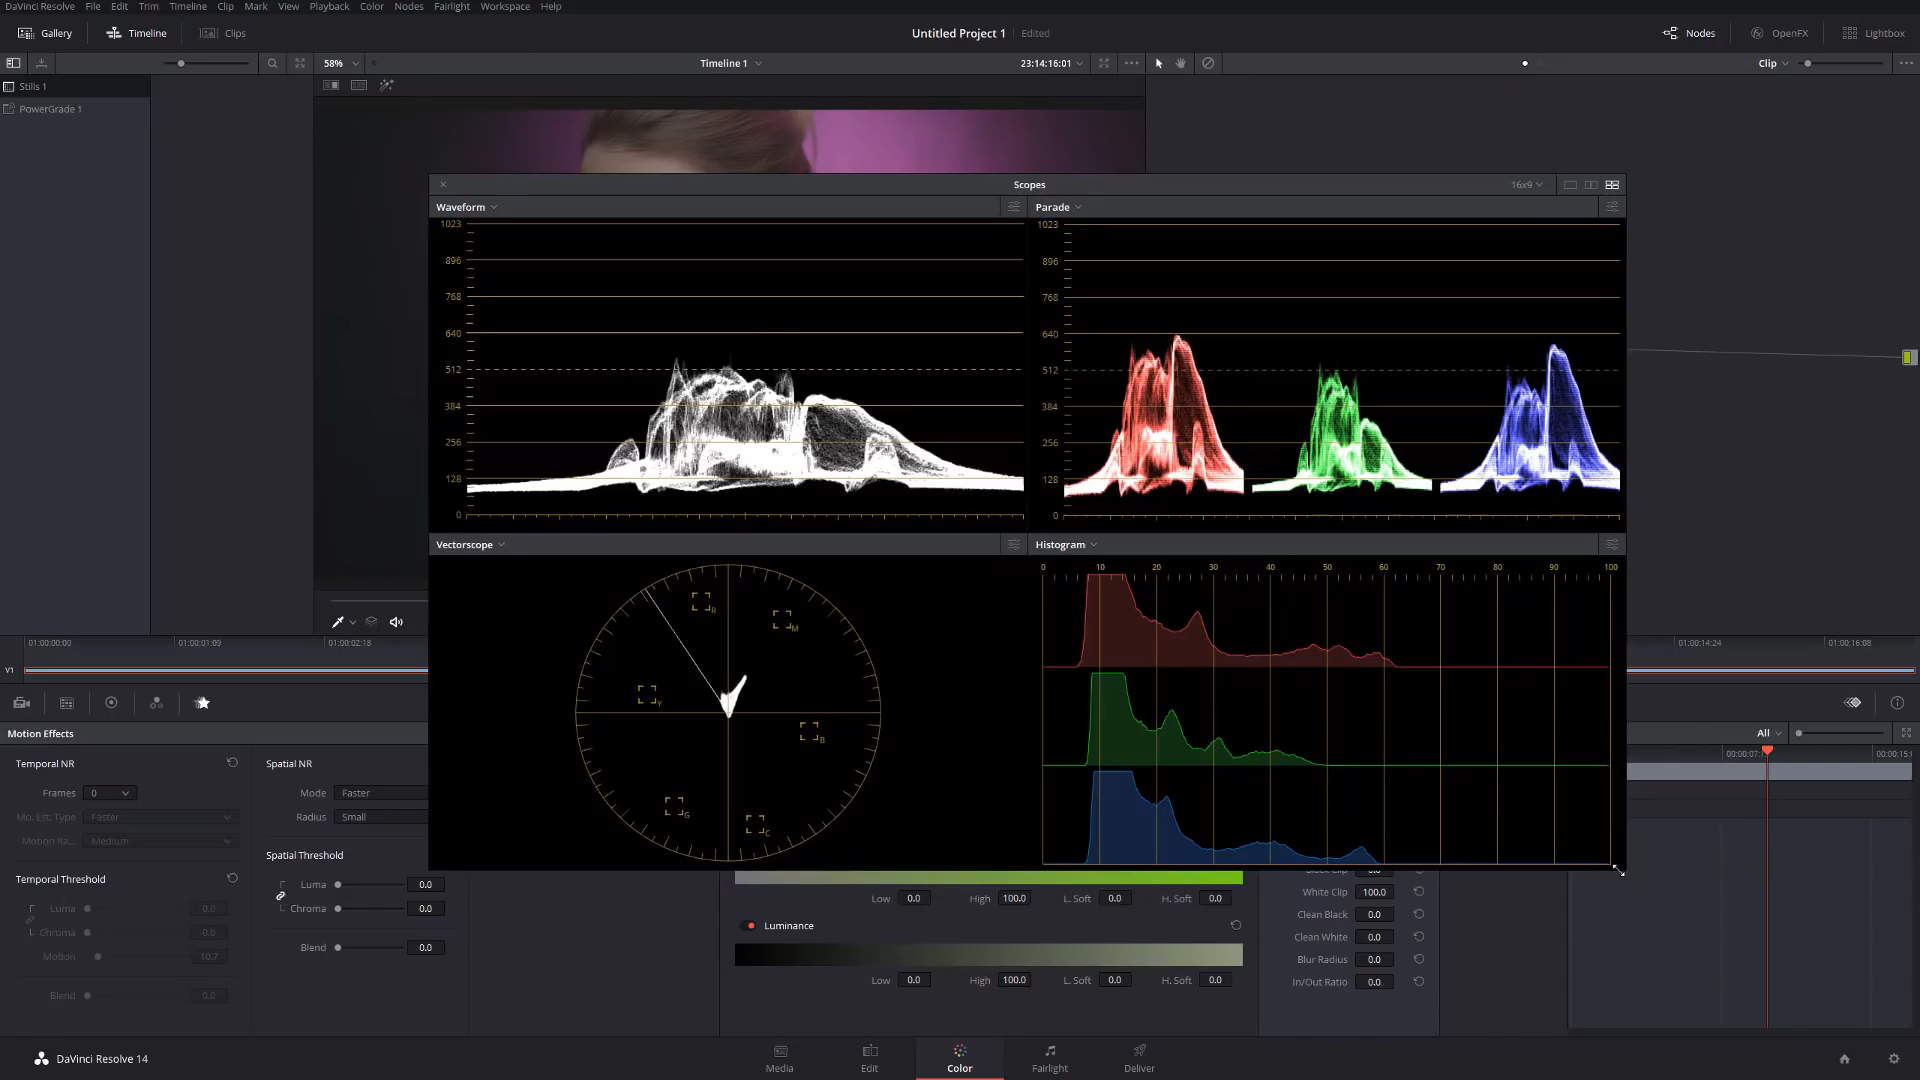 DaVinci Resolve File Edit Trim Timeline Clip Mark View Playback Color Nodes Fairlight Workspace Help
Gallery Timeline Clips Untitled Project 1 Edited Nodes OpenFX Lightbox
58% Timeline 1 23:14:16:01 Clip
Stills 1
PowerGrade 1
Scopes 16x9
Waveform
1023
896
768
640
512
384
256
128
0
Parade
1023
896
768
640
512
384
256
128
0
Vectorscope
R
M
Y
B
G
C
Histogram
0 10 20 30 40 50 60 70 80 90 100
01:00:00:00 01:00:01:09 01:00:02:18 01:00:14:24 01:00:16:08
V1
Motion Effects
Temporal NR
Frames 0
Mo. Est. Type Faster
Motion Ra... Medium
Temporal Threshold
Luma 0.0
Chroma 0.0
Motion 10.7
Blend 0.0
Spatial NR
Mode Faster
Radius Small
Spatial Threshold
Luma 0.0
Chroma 0.0
Blend 0.0
Low 0.0 High 100.0 L. Soft 0.0 H. Soft 0.0
Luminance
Low 0.0 High 100.0 L. Soft 0.0 H. Soft 0.0
White Clip 100.0
Clean Black 0.0
Clean White 0.0
Blur Radius 0.0
In/Out Ratio 0.0
All
DaVinci Resolve 14
Media Edit Color Fairlight Deliver